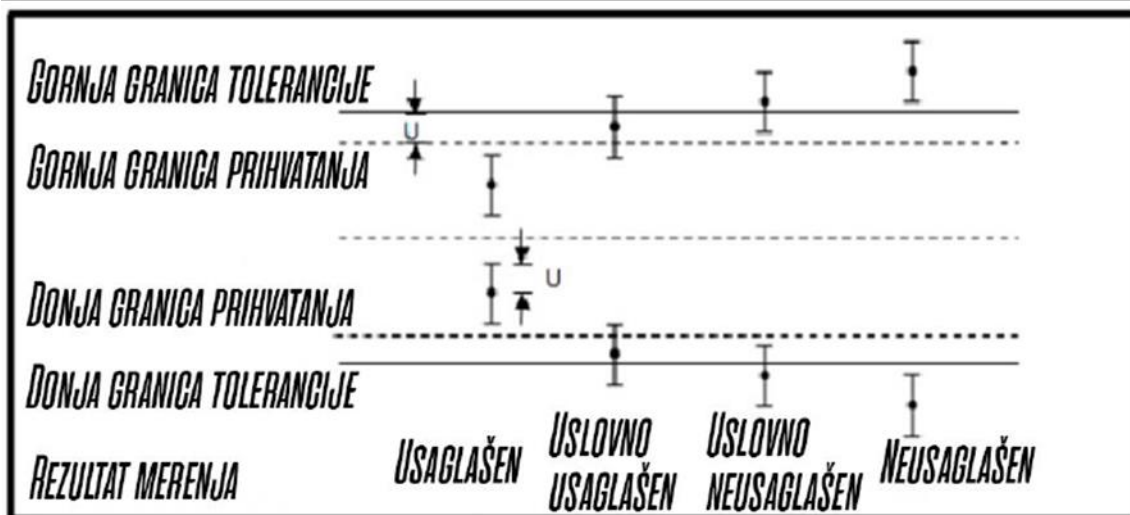 GORNJA GRANICA TOLERANCIJE
U
GORNJA GRANICA PRIHVATANJA
U
DONJA GRANICA PRIHVATANJA
DONJA GRANICA TOLERANCIJE
REZULTAT MERENJA
USAGLAŠEN
USLOVNO
USAGLAŠEN
USLOVNO
NEUSAGLAŠEN
NEUSAGLAŠEN